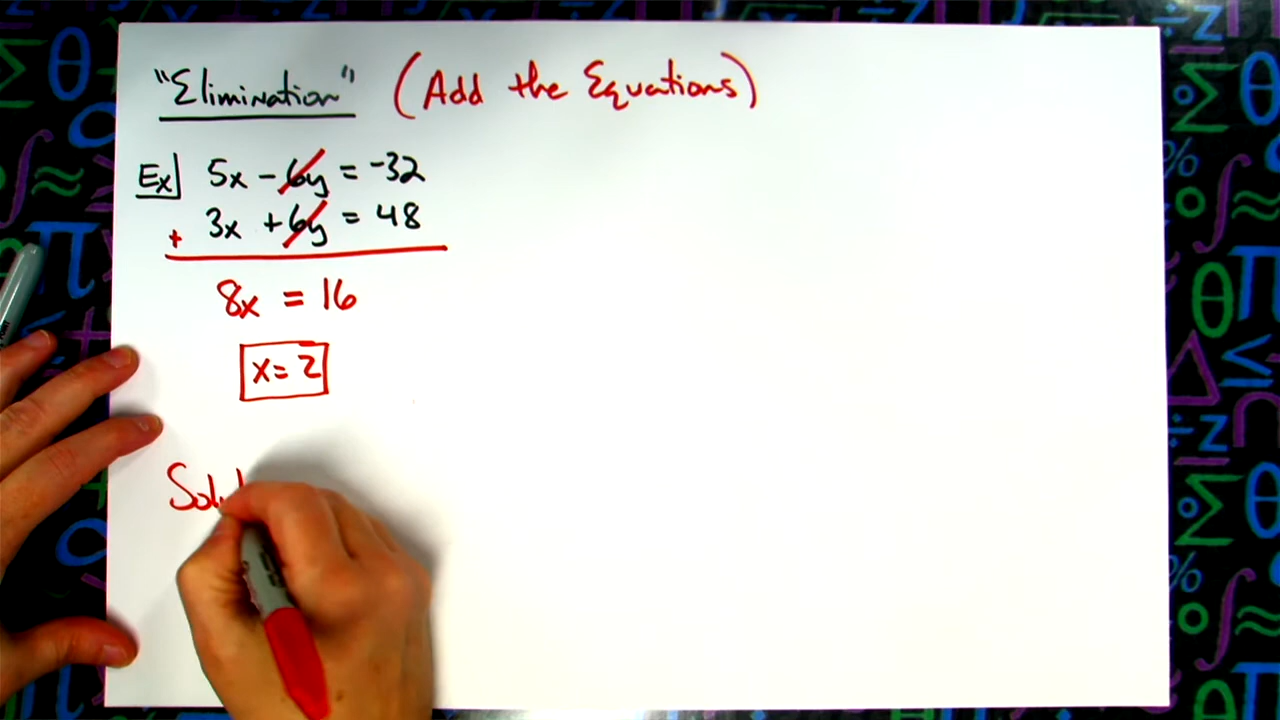 "Elimination" (Add the Equations)
Ex 5x - 6y = -32
+ 3x + 6y = 48
8x = 16
x = 2